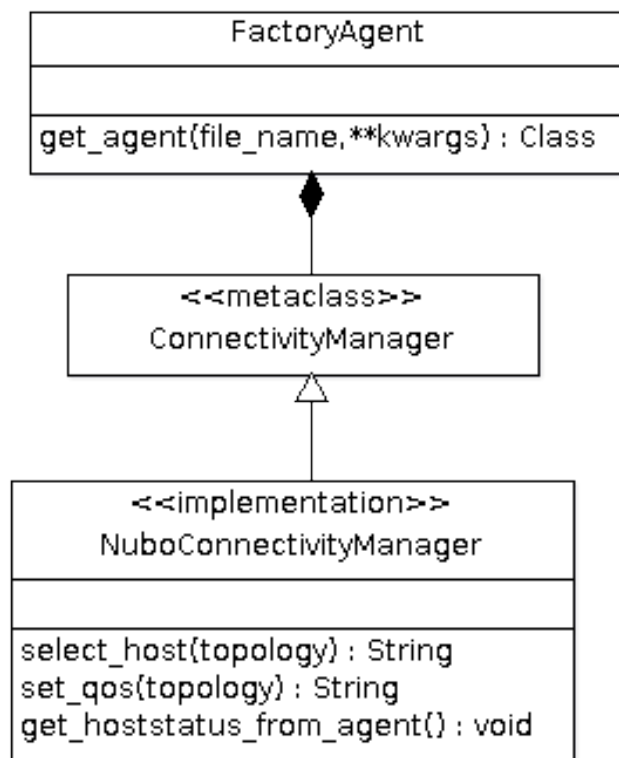 FactoryAgent
get_agent(file_name,**kwargs) : Class
<<metaclass>>
ConnectivityManager
<<implementation>>
NuboConnectivityManager
select_host(topology) : String
set_qos(topology) : String
get_hoststatus_from_agent() : void